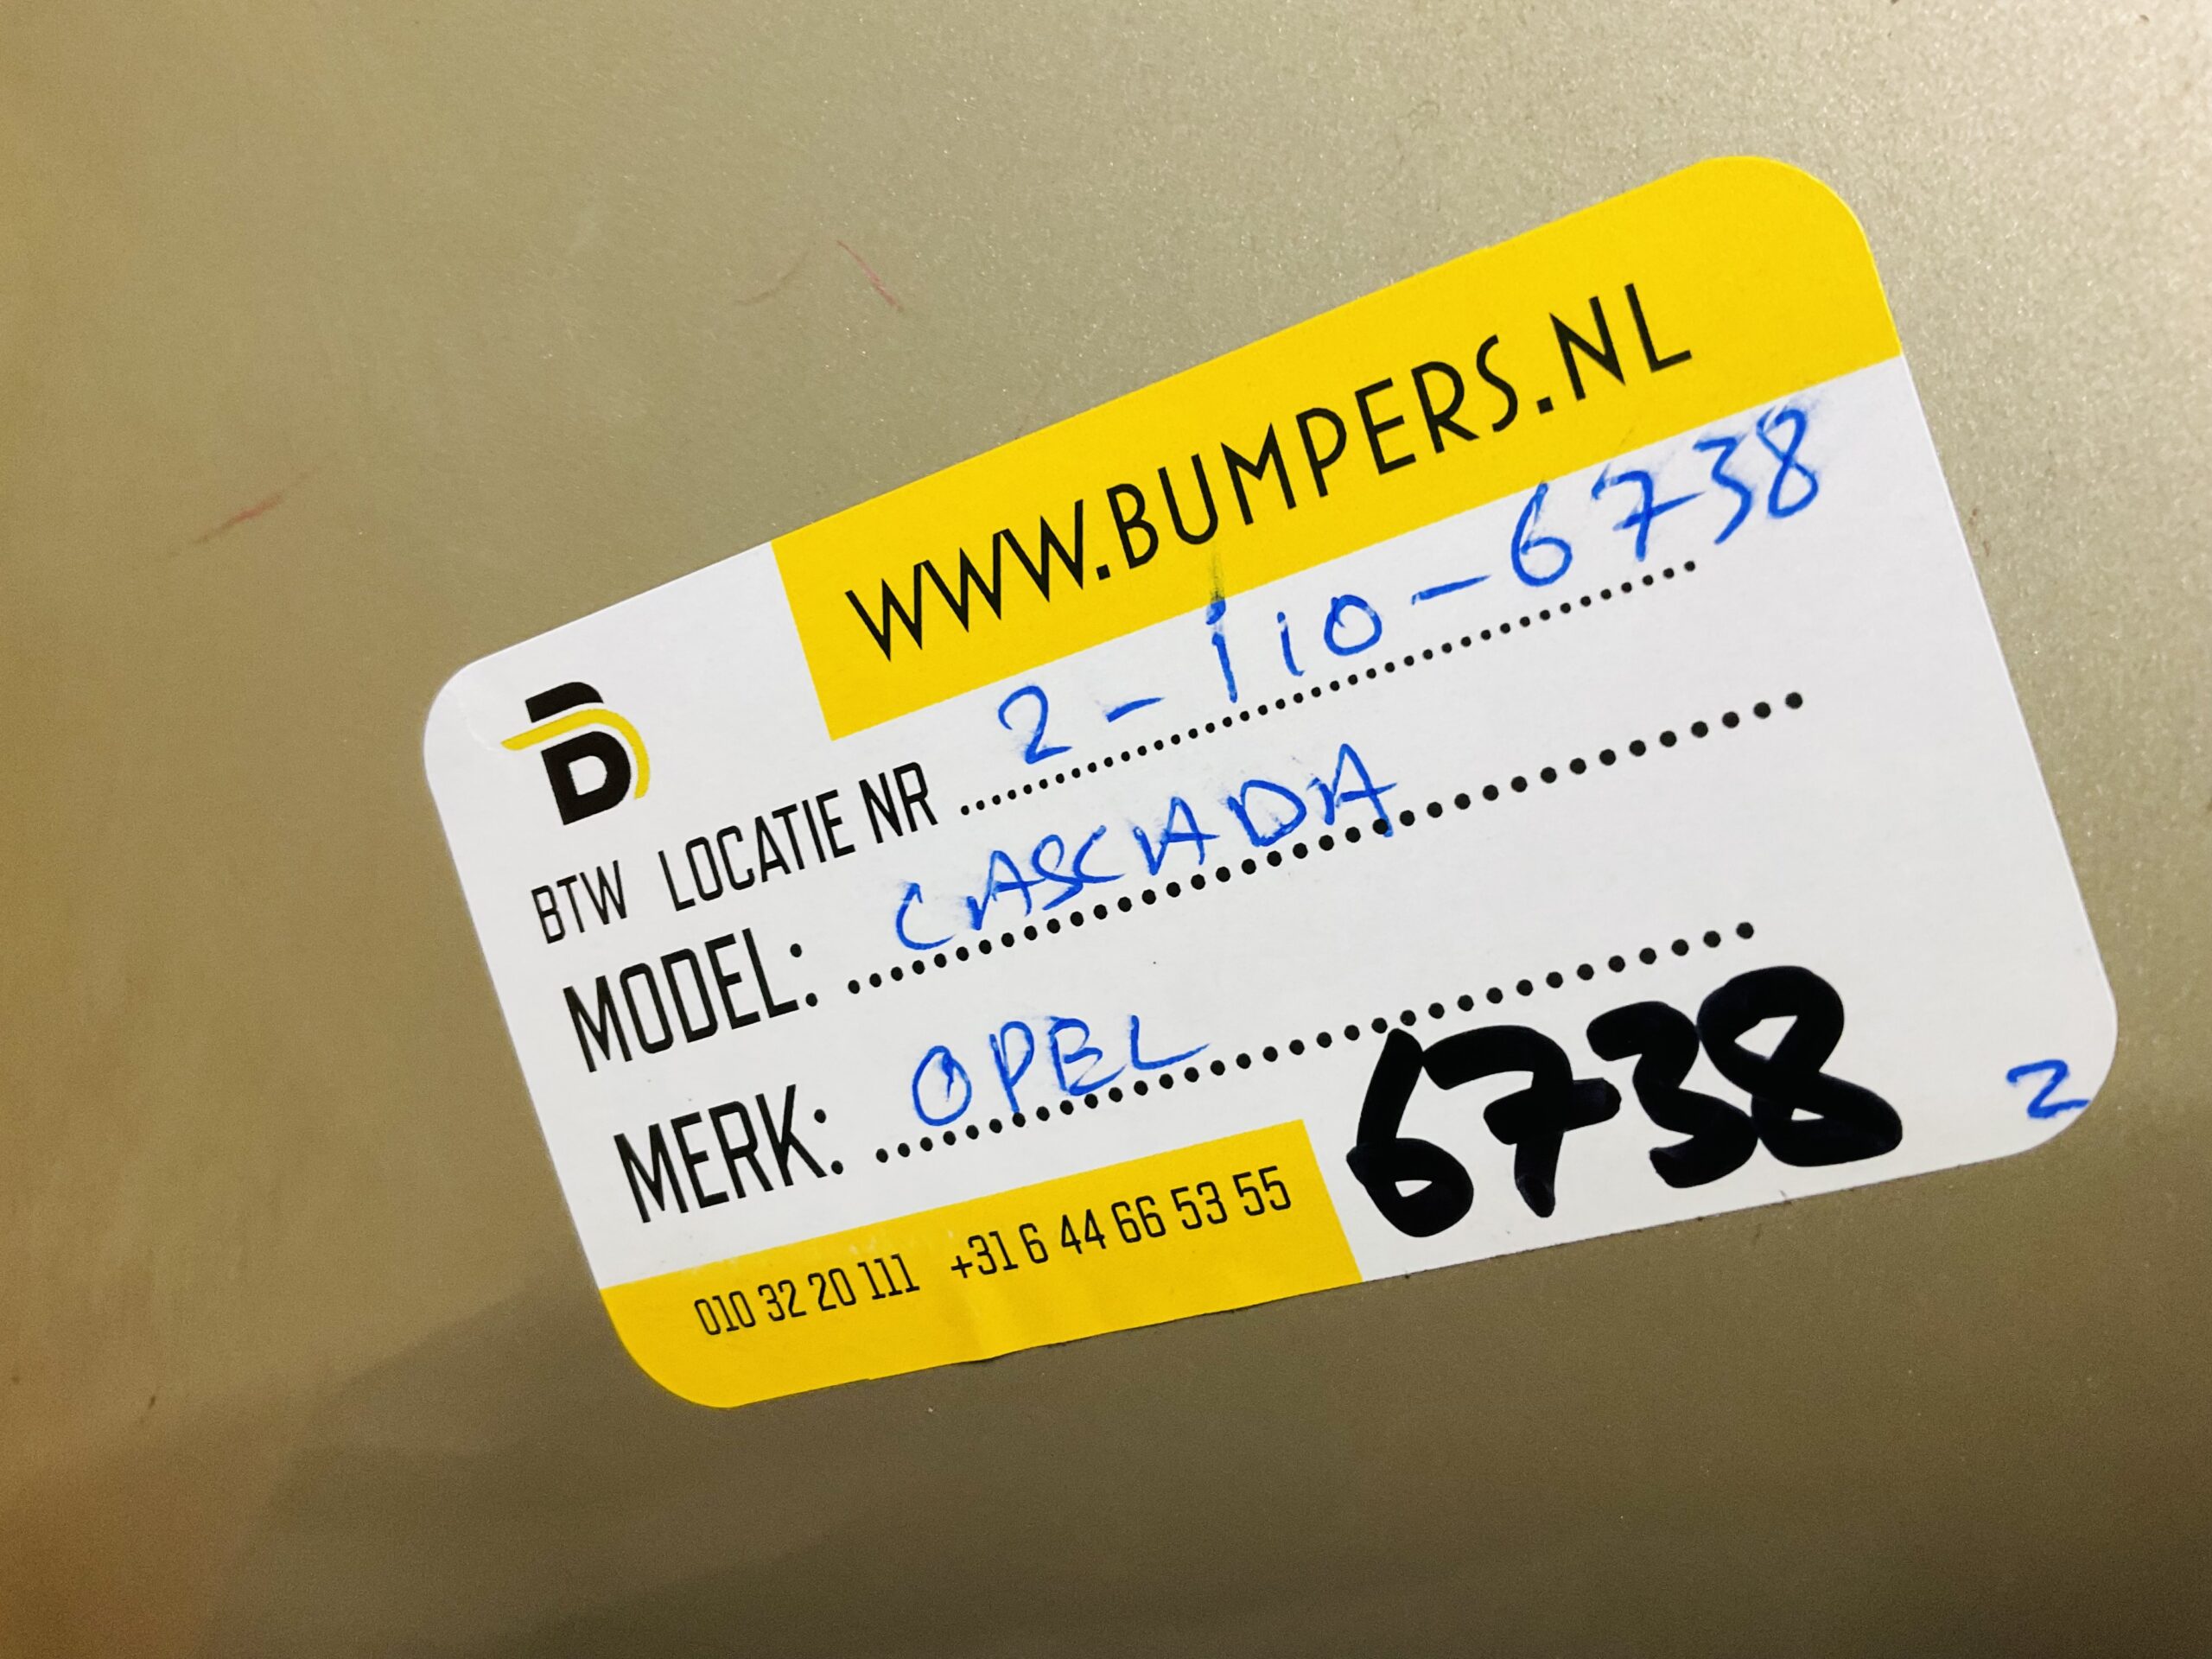 WWW.BUMPERS.NL
BTW LOCATIE NR ..... 2-110-6738
MODEL: ..... CASCADA
MERK: ..... OPEL
6738
2
010 32 20 111 +31 6 44 66 53 55